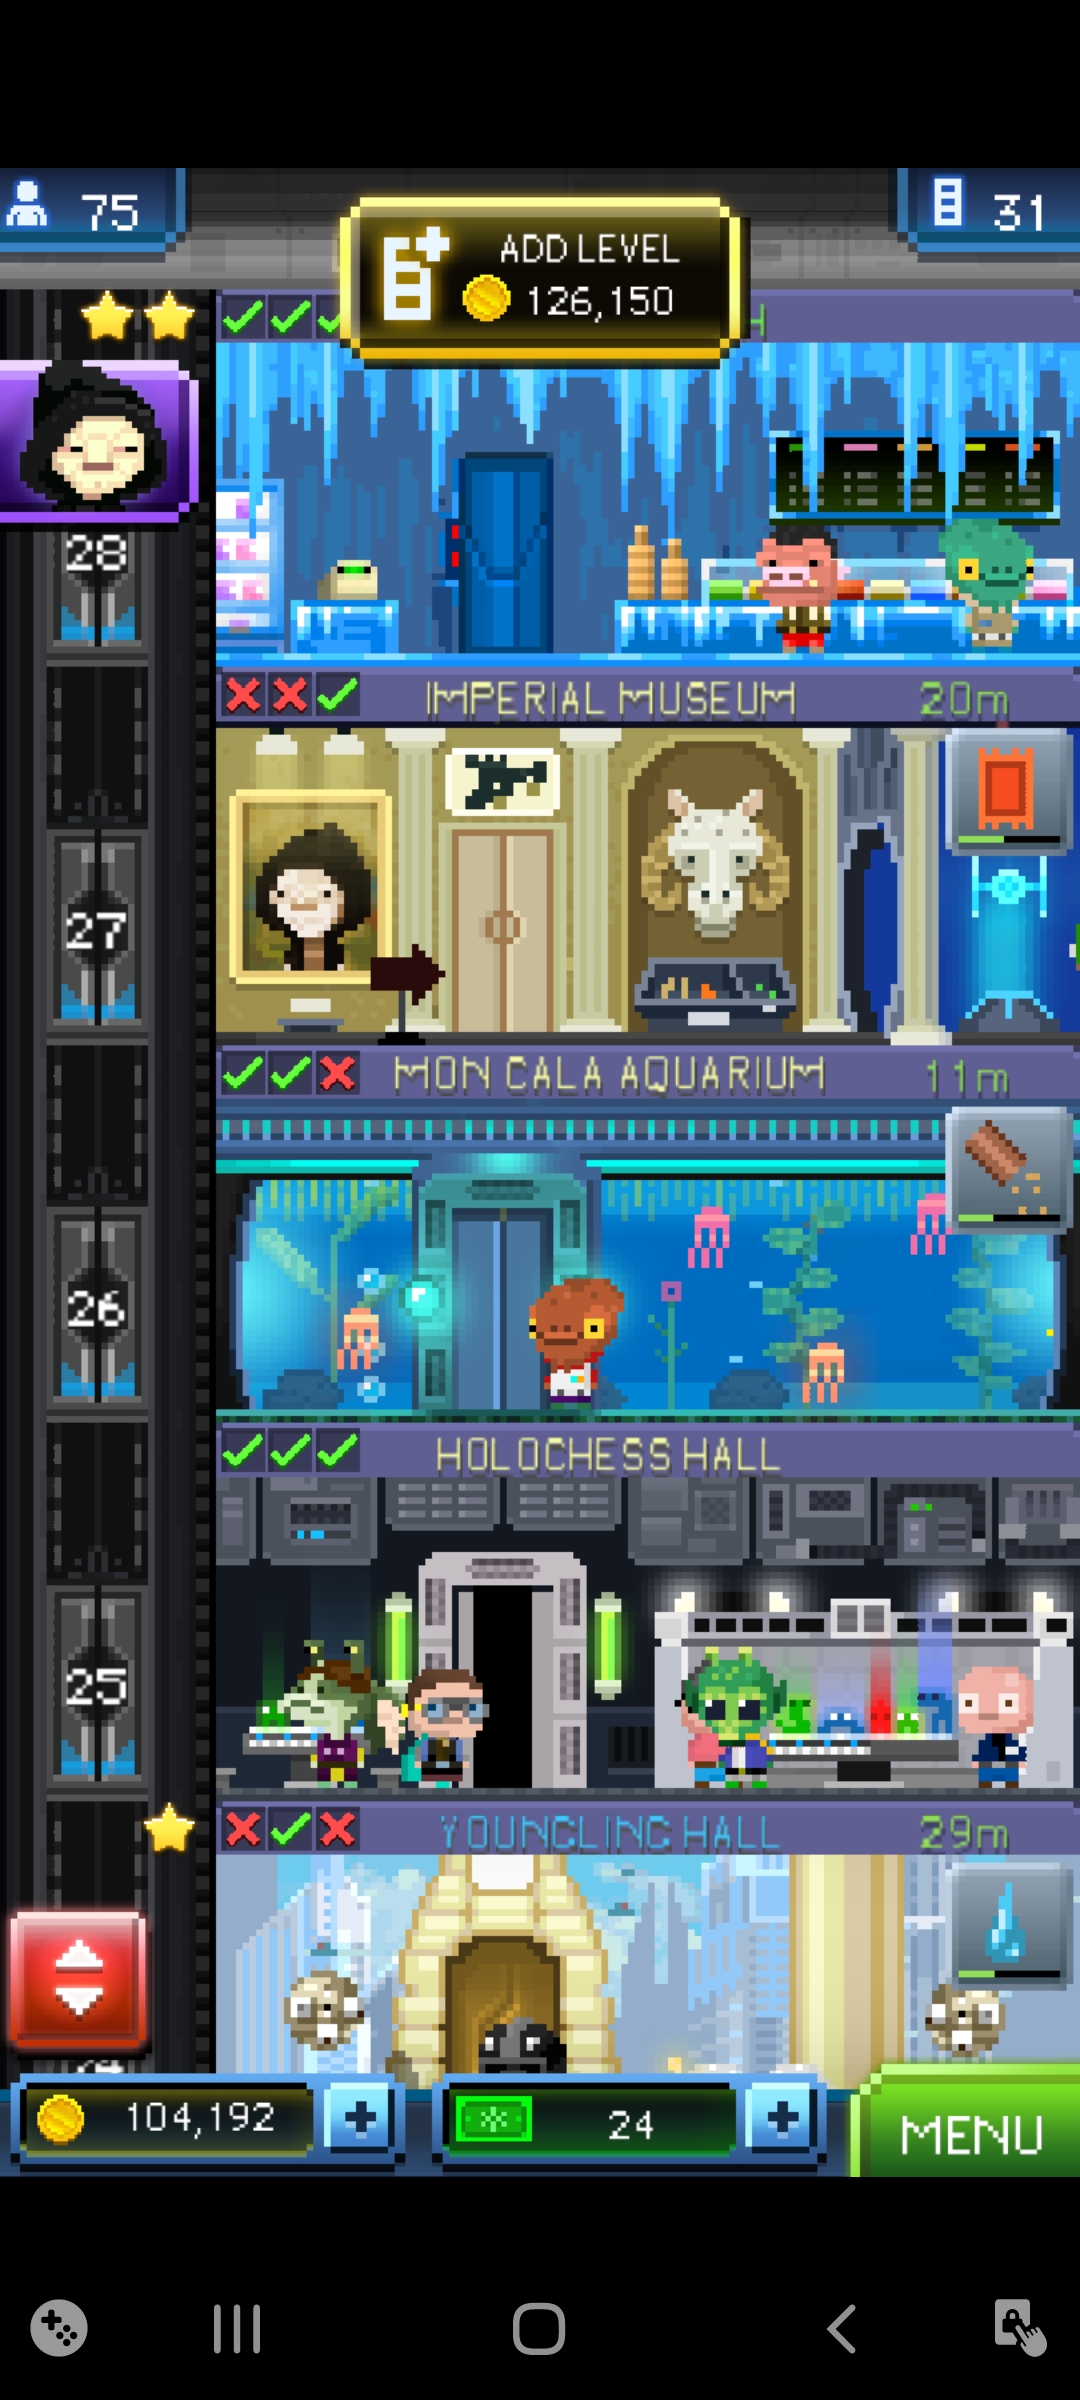 75
ADD LEVEL
126,150
31
28
IMPERIAL MUSEUM
20m
27
MON CALA AQUARIUM
11m
26
HOLOCHESS HALL
25
YOUNGLING HALL
29m
104,192
24
MENU